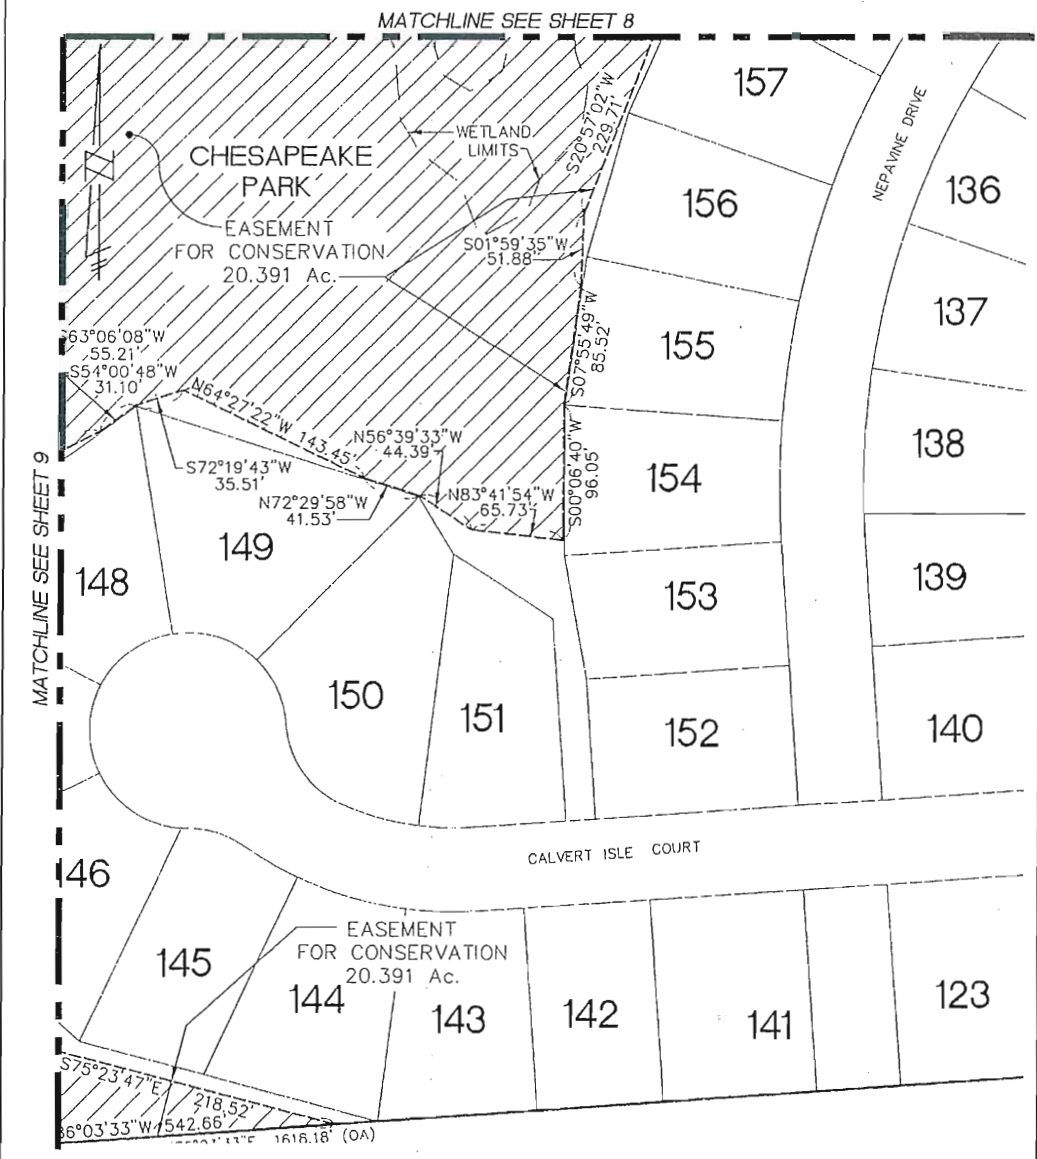 MATCHLINE SEE SHEET 8
157
NEPAVINE DRIVE
WETLAND
LIMITS
S20°57'02"W
229.71'
CHESAPEAKE
PARK
136
156
EASEMENT
FOR CONSERVATION
20.391 Ac.
S01°59'35"W
51.88'
137
S07°55'49"W
85.52'
155
S63°06'08"W
55.21'
S54°00'48"W
31.10'
N64°27'22"W 143.45'
N56°39'33"W
44.39'
138
S00°06'40"W
96.05'
154
S72°19'43"W
35.51'
N72°29'58"W
41.53'
N83°41'54"W
65.73'
MATCHLINE SEE SHEET 9
149
148
139
153
150
151
152
140
CALVERT ISLE COURT
146
EASEMENT
FOR CONSERVATION
20.391 Ac.
145
144
143
142
141
123
S75°23'47"E
218.52'
86°03'33"W 1542.66'
1618.18' (OA)